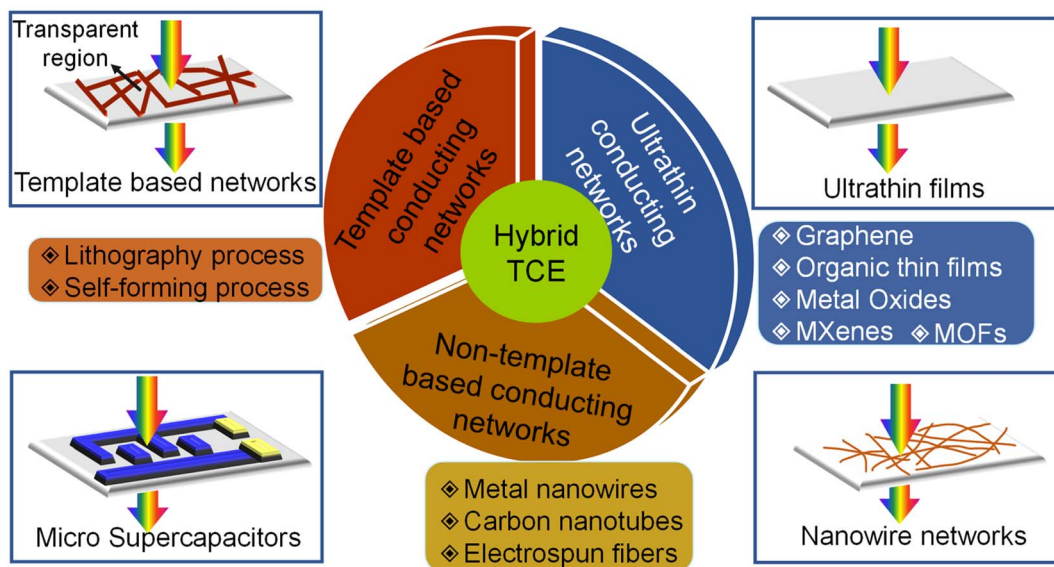 Transparent
region
Template based networks
Lithography process
Self-forming process
Template based
conducting
networks
Ultrathin
conducting
networks
Hybrid
TCE
Non-template
based conducting
networks
Ultrathin films
Graphene
Organic thin films
Metal Oxides
MXenes MOFs
Micro Supercapacitors
Metal nanowires
Carbon nanotubes
Electrospun fibers
Nanowire networks